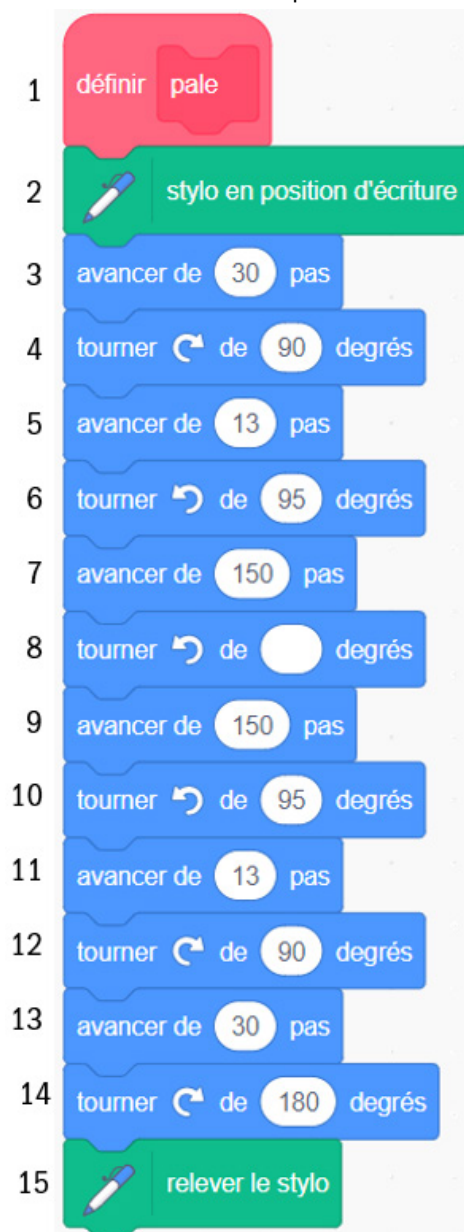 1 définir pale
2 stylo en position d'écriture
3 avancer de 30 pas
4 tourner de 90 degrés
5 avancer de 13 pas
6 tourner de 95 degrés
7 avancer de 150 pas
8 tourner de degrés
9 avancer de 150 pas
10 tourner de 95 degrés
11 avancer de 13 pas
12 tourner de 90 degrés
13 avancer de 30 pas
14 tourner de 180 degrés
15 relever le stylo